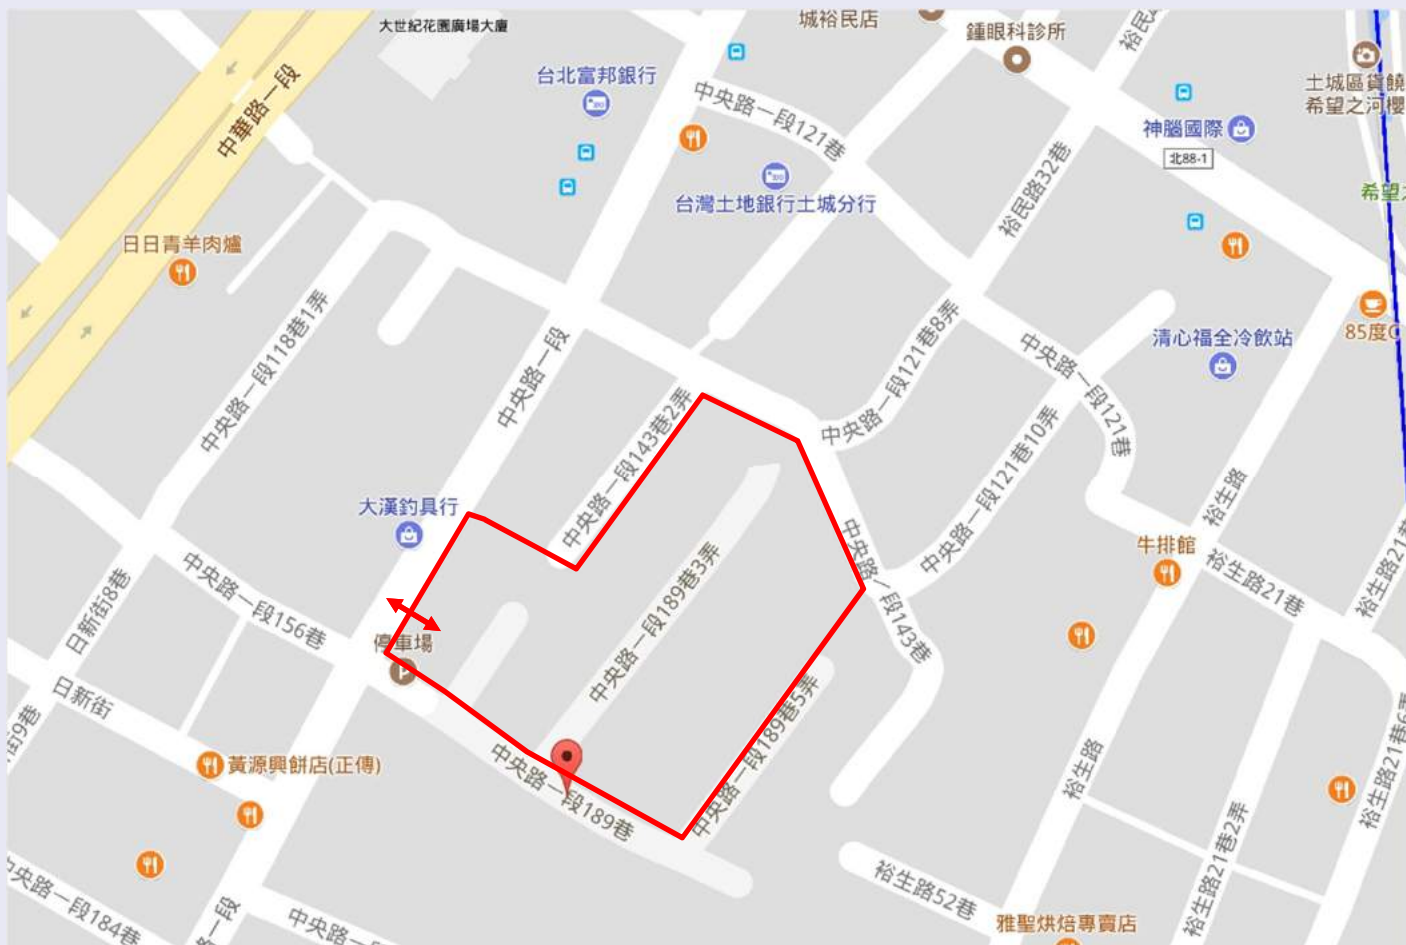 城裕民店
大世紀花園廣場大廈
鍾眼科診所
裕民
台北富邦銀行
中華路一段
中央路一段121巷
土城區貨饒
希望之河櫻
神腦國際
北88-1
裕民路32巷
台灣土地銀行土城分行
希望之
日日青羊肉爐
中央路一段118巷1弄
中央路一段
中央路一段121巷8弄
85度C
清心福全冷飲站
中央路一段121巷
中央路一段143巷2弄
中央路一段121巷10弄
大漢釣具行
裕生路
牛排館
中央路一段143巷
中央路一段189巷3弄
裕生路21巷
裕生路21巷
日新街8巷
中央路一段156巷
停車場
P
日新街
街9巷
中央路一段189巷5弄
中央路一段189巷
黃源興餅店(正傳)
裕生路
裕生路21巷6弄
裕生路21巷2弄
裕生路52巷
中央路一段184巷
路一段
中央路一段
雅聖烘焙專賣店